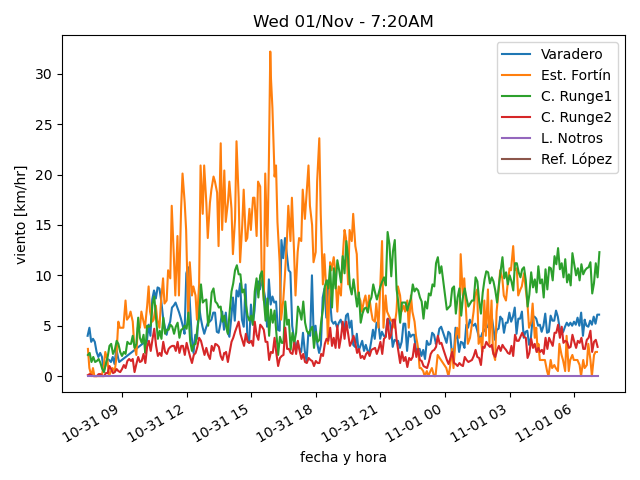 Wed 01/Nov - 7:20AM
Varadero
Est. Fortín
C. Runge1
C. Runge2
L. Notros
Ref. López
viento [km/hr]
30
25
20
15
10
5
0
10-31 09
10-31 12
10-31 15
10-31 18
10-31 21
11-01 00
11-01 03
11-01 06
fecha y hora